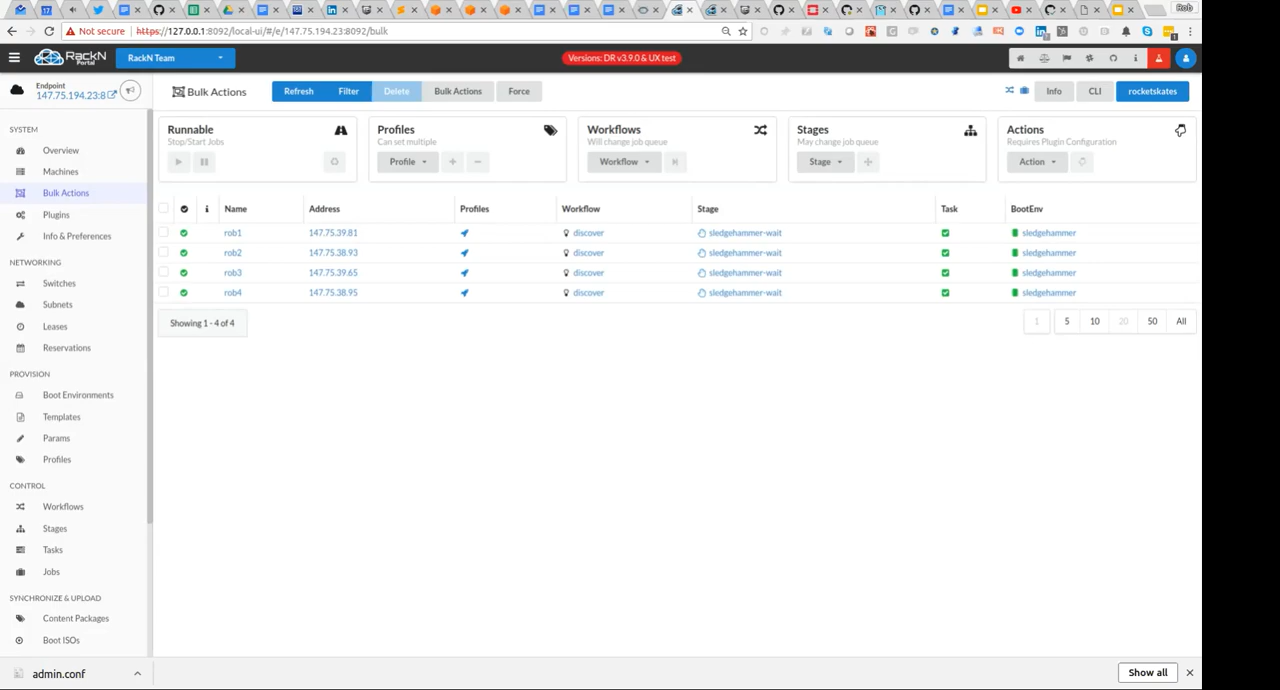 Rob
Not secure https://127.0.0.1:8092/local-ui/#/e/147.75.194.23:8092/bulk
RackN Portal
RackN Team
Versions: DR v3.9.0 & UX test
Endpoint
147.75.194.23:8
Bulk Actions
Refresh Filter Delete Bulk Actions Force
Info CLI rocketskates
SYSTEM
Overview
Machines
Bulk Actions
Plugins
Info & Preferences
NETWORKING
Switches
Subnets
Leases
Reservations
PROVISION
Boot Environments
Templates
Params
Profiles
CONTROL
Workflows
Stages
Tasks
Jobs
SYNCHRONIZE & UPLOAD
Content Packages
Boot ISOs
Runnable
Stop/Start Jobs
Profiles
Can set multiple
Profile
Workflows
Will change job queue
Workflow
Stages
May change job queue
Stage
Actions
Requires Plugin Configuration
Action
Name Address Profiles Workflow Stage Task BootEnv
rob1 147.75.39.81 discover sledgehammer-wait sledgehammer
rob2 147.75.38.93 discover sledgehammer-wait sledgehammer
rob3 147.75.39.65 discover sledgehammer-wait sledgehammer
rob4 147.75.38.95 discover sledgehammer-wait sledgehammer
Showing 1 - 4 of 4
1 5 10 20 50 All
admin.conf
Show all